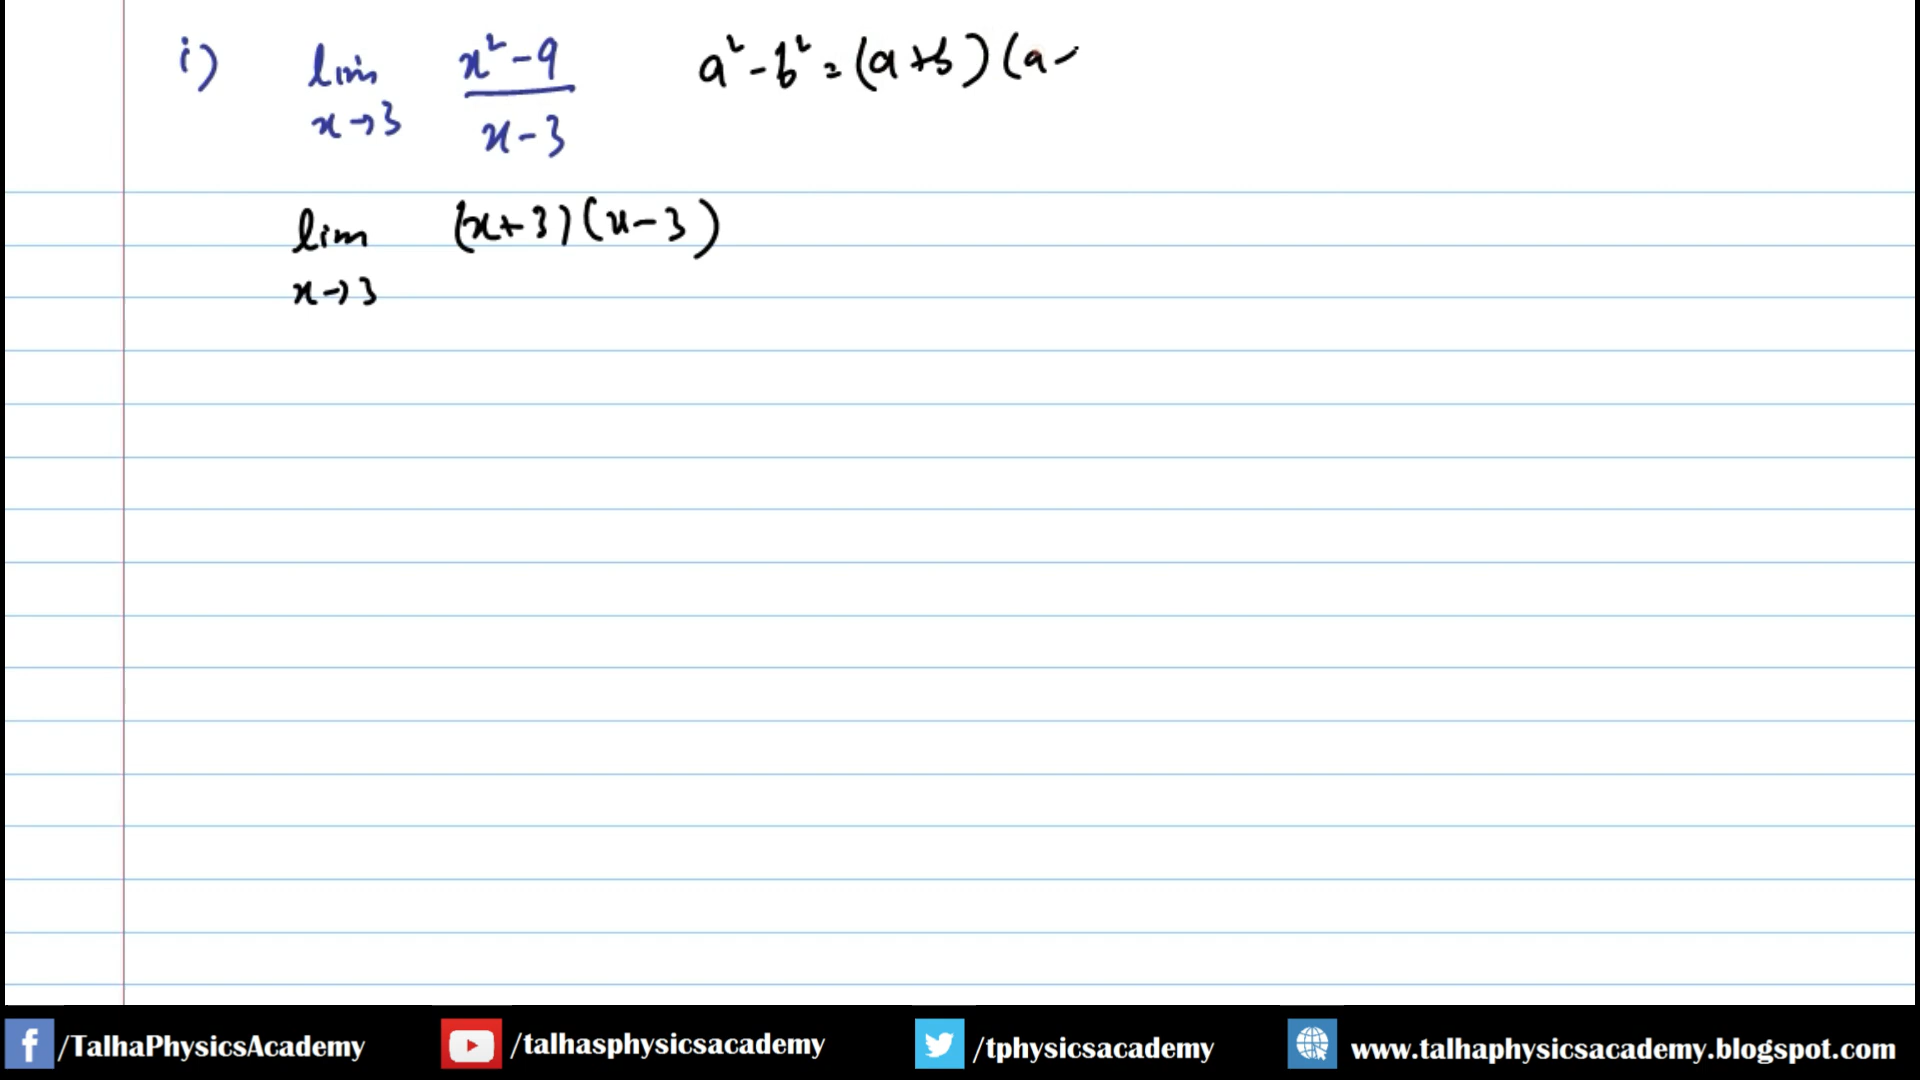 i) lim x→3 (x² - 9)/(x - 3) a² - b² = (a + b) (a -
lim x→3 (x + 3) (x - 3)
/TalhaPhysicsAcademy /talhasphysicsacademy /tphysicsacademy www.talhaphysicsacademy.blogspot.com